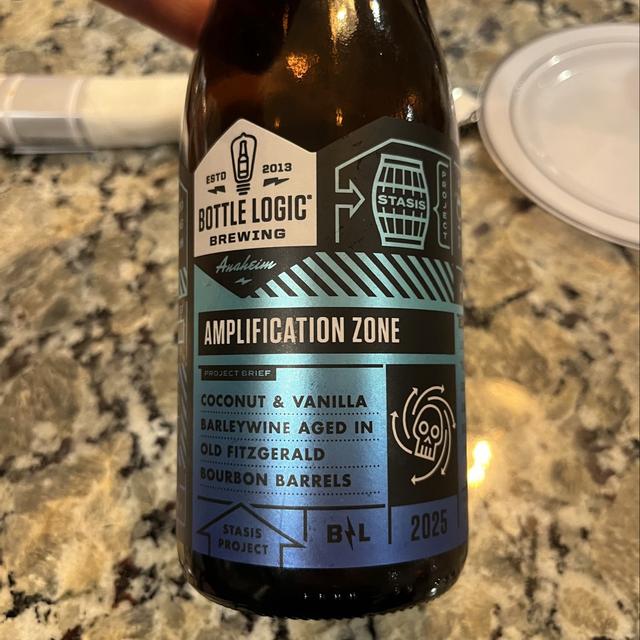 ESTD 2013
BOTTLE LOGIC®
BREWING
Anaheim
STASIS
PROJECT
AMPLIFICATION ZONE
PROJECT BRIEF
COCONUT & VANILLA
BARLEYWINE AGED IN
OLD FITZGERALD
BOURBON BARRELS
STASIS
PROJECT
B L
2025